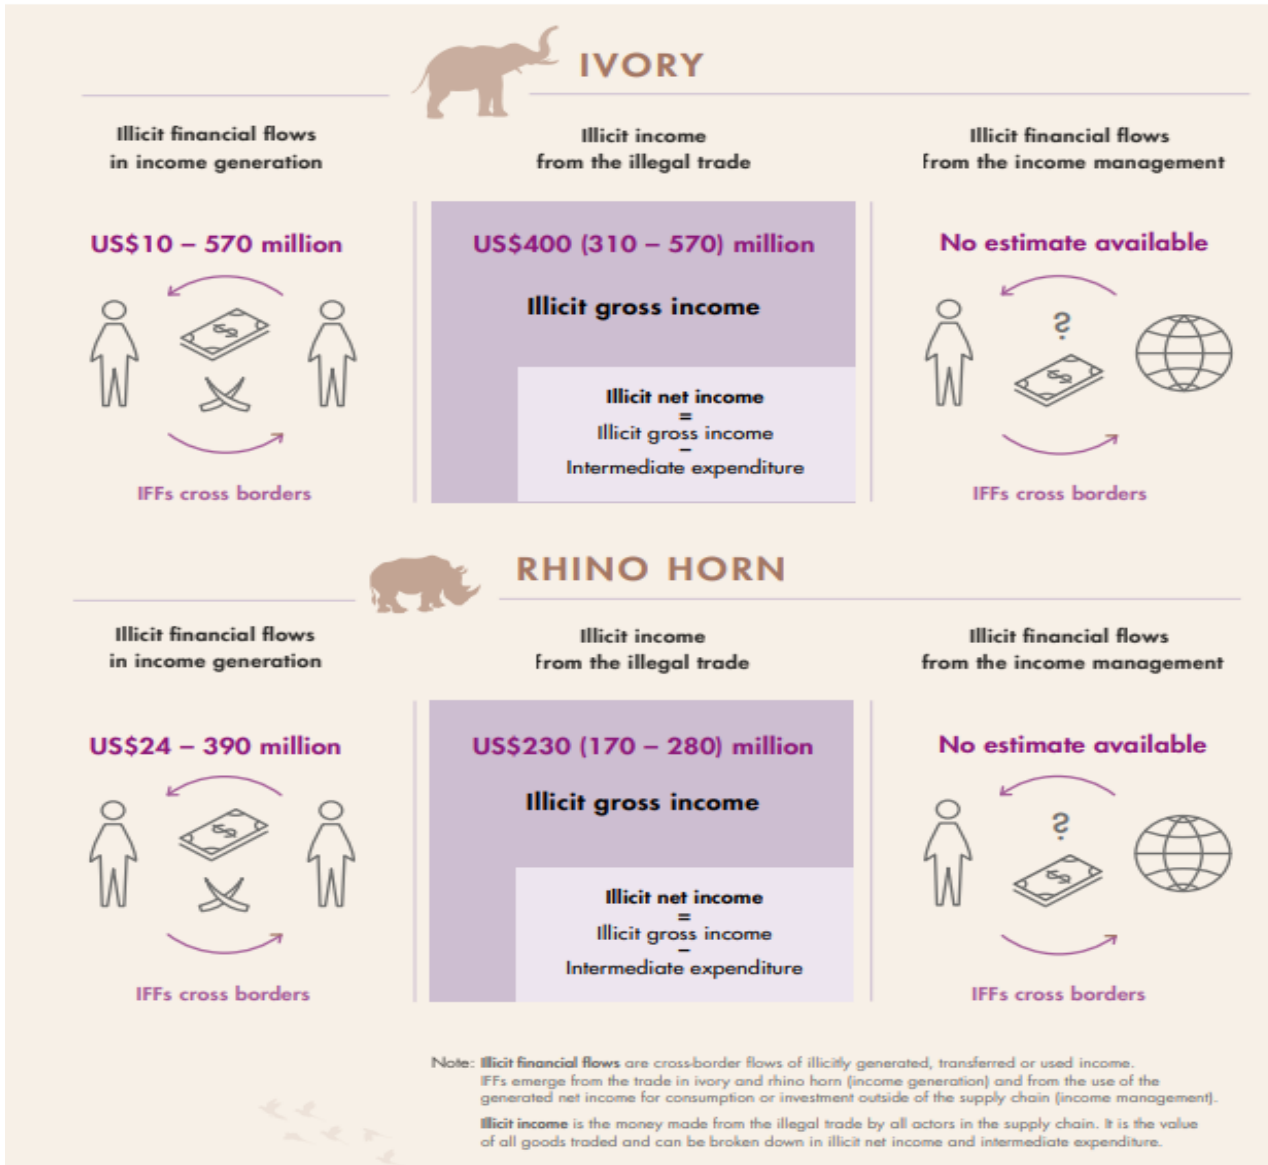 IVORY
Illicit financial flows
in income generation
Illicit income
from the illegal trade
Illicit financial flows
from the income management
US$10 – 570 million
US$400 (310 – 570) million
No estimate available
Illicit gross income
$
?
$
Illicit net income
=
Illicit gross income
–
Intermediate expenditure
IFFs cross borders
IFFs cross borders
RHINO HORN
Illicit financial flows
in income generation
Illicit income
from the illegal trade
Illicit financial flows
from the income management
US$24 – 390 million
US$230 (170 – 280) million
No estimate available
Illicit gross income
$
?
$
Illicit net income
=
Illicit gross income
–
Intermediate expenditure
IFFs cross borders
IFFs cross borders
Note: Illicit financial flows are cross-border flows of illicitly generated, transferred or used income.
IFFs emerge from the trade in ivory and rhino horn (income generation) and from the use of the
generated net income for consumption or investment outside of the supply chain (income management).
Illicit income is the money made from the illegal trade by all actors in the supply chain. It is the value
of all goods traded and can be broken down in illicit net income and intermediate expenditure.